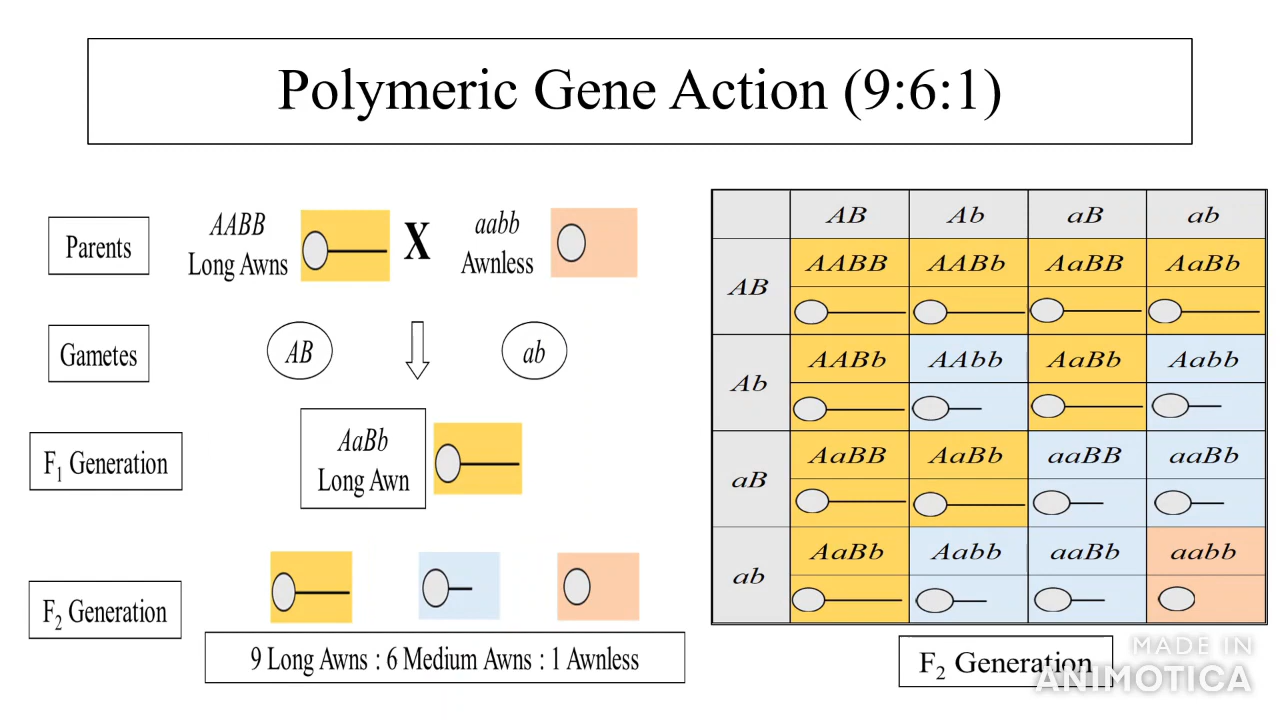 Polymeric Gene Action (9:6:1)
Parents
AABB
Long Awns
X
aabb
Awnless
Gametes
AB
ab
F₁ Generation
AaBb
Long Awn
F₂ Generation
9 Long Awns : 6 Medium Awns : 1 Awnless
AB Ab aB ab
AB AABB AABb AaBB AaBb
Ab AABb AAbb AaBb Aabb
aB AaBB AaBb aaBB aaBb
ab AaBb Aabb aaBb aabb
F₂ Generation
MADE IN
ANIMOTICA